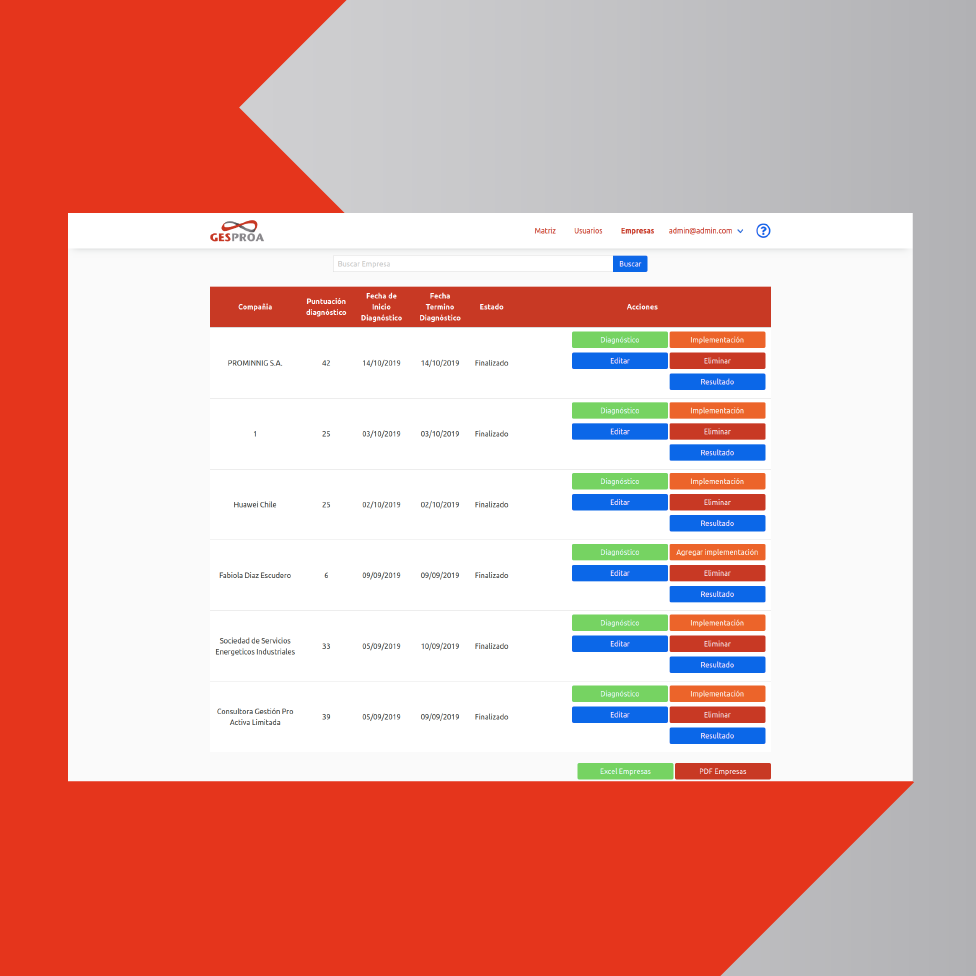 GESPROA
Matriz Usuarios Empresas admin@admin.com ?
Buscar Empresa Buscar
Compañia
Puntuación
diagnóstico
Fecha de
Inicio
Diagnóstico
Fecha
Termino
Diagnóstico
Estado
Acciones
PROMINNIG S.A. 42 14/10/2019 14/10/2019 Finalizado
Diagnóstico Implementación
Editar Eliminar
Resultado
1 25 03/10/2019 03/10/2019 Finalizado
Diagnóstico Implementación
Editar Eliminar
Resultado
Huawei Chile 25 02/10/2019 02/10/2019 Finalizado
Diagnóstico Implementación
Editar Eliminar
Resultado
Fabiola Diaz Escudero 6 09/09/2019 09/09/2019 Finalizado
Diagnóstico Agregar implementación
Editar Eliminar
Resultado
Sociedad de Servicios
Energeticos Industriales
33 05/09/2019 10/09/2019 Finalizado
Diagnóstico Implementación
Editar Eliminar
Resultado
Consultora Gestión Pro
Activa Limitada
39 05/09/2019 09/09/2019 Finalizado
Diagnóstico Implementación
Editar Eliminar
Resultado
Excel Empresas PDF Empresas